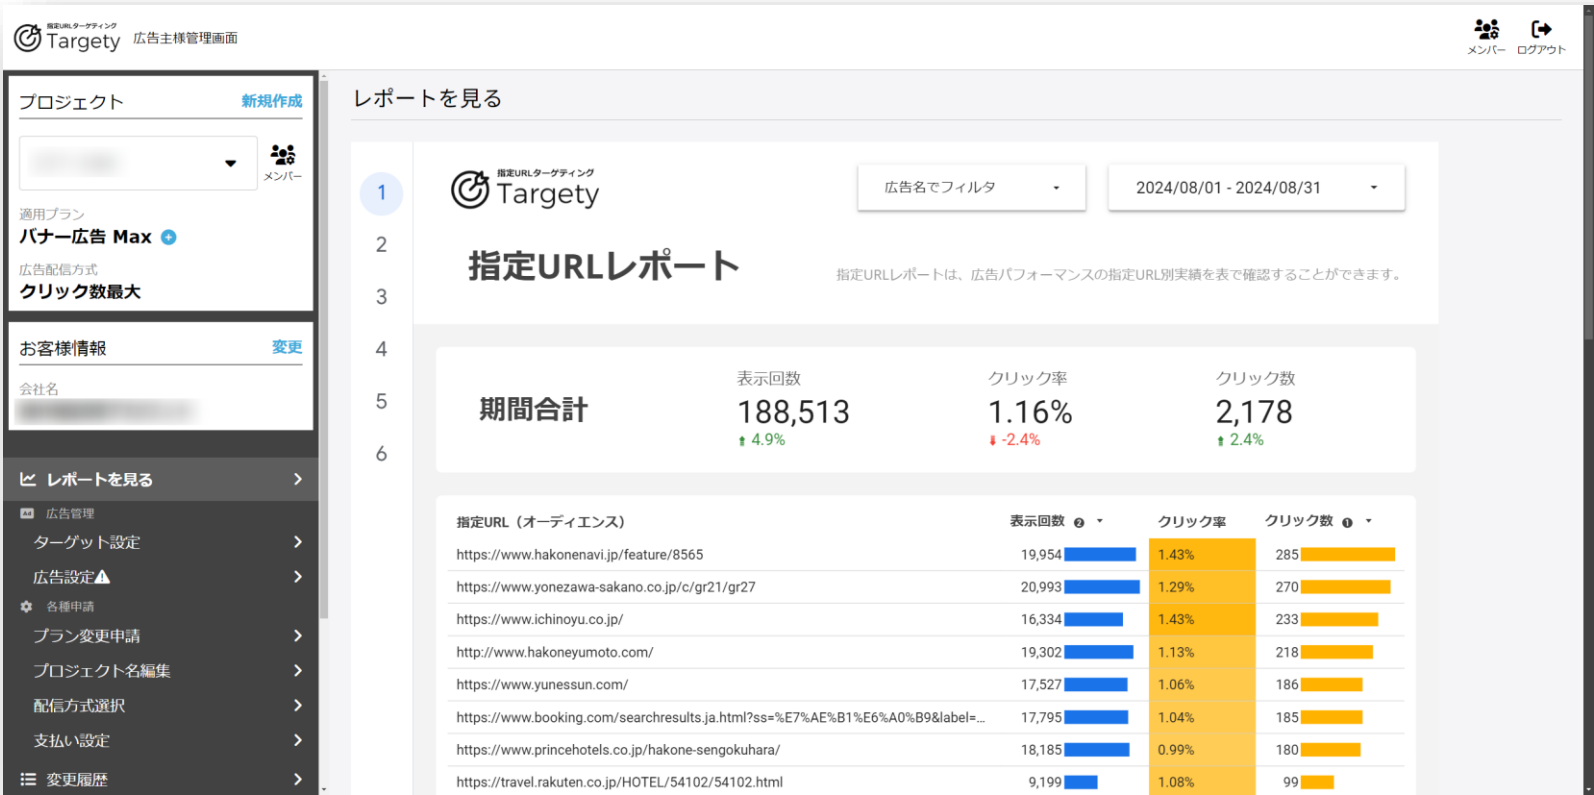 指定URLターゲティング
Targety 広告主様管理画面
メンバー ログアウト
プロジェクト 新規作成
メンバー
適用プラン
バナー広告 Max
広告配信方式
クリック数最大
お客様情報 変更
会社名
レポートを見る
Ad 広告管理
ターゲット設定
広告設定
各種申請
プラン変更申請
プロジェクト名編集
配信方式選択
支払い設定
変更履歴
レポートを見る
1
2
3
4
5
6
指定URLターゲティング
Targety
広告名でフィルタ
2024/08/01 - 2024/08/31
指定URLレポート
指定URLレポートは、広告パフォーマンスの指定URL別実績を表で確認することができます。
期間合計
表示回数 クリック率 クリック数
188,513 1.16% 2,178
4.9% -2.4% 2.4%
指定URL（オーディエンス） 表示回数 ❷ クリック率 クリック数 ❶
https://www.hakonenavi.jp/feature/8565 19,954 1.43% 285
https://www.yonezawa-sakano.co.jp/c/gr21/gr27 20,993 1.29% 270
https://www.ichinoyu.co.jp/ 16,334 1.43% 233
http://www.hakoneyumoto.com/ 19,302 1.13% 218
https://www.yunessun.com/ 17,527 1.06% 186
https://www.booking.com/searchresults.ja.html?ss=%E7%AE%B1%E6%A0%B9&label=... 17,795 1.04% 185
https://www.princehotels.co.jp/hakone-sengokuhara/ 18,185 0.99% 180
https://travel.rakuten.co.jp/HOTEL/54102/54102.html 9,199 1.08% 99